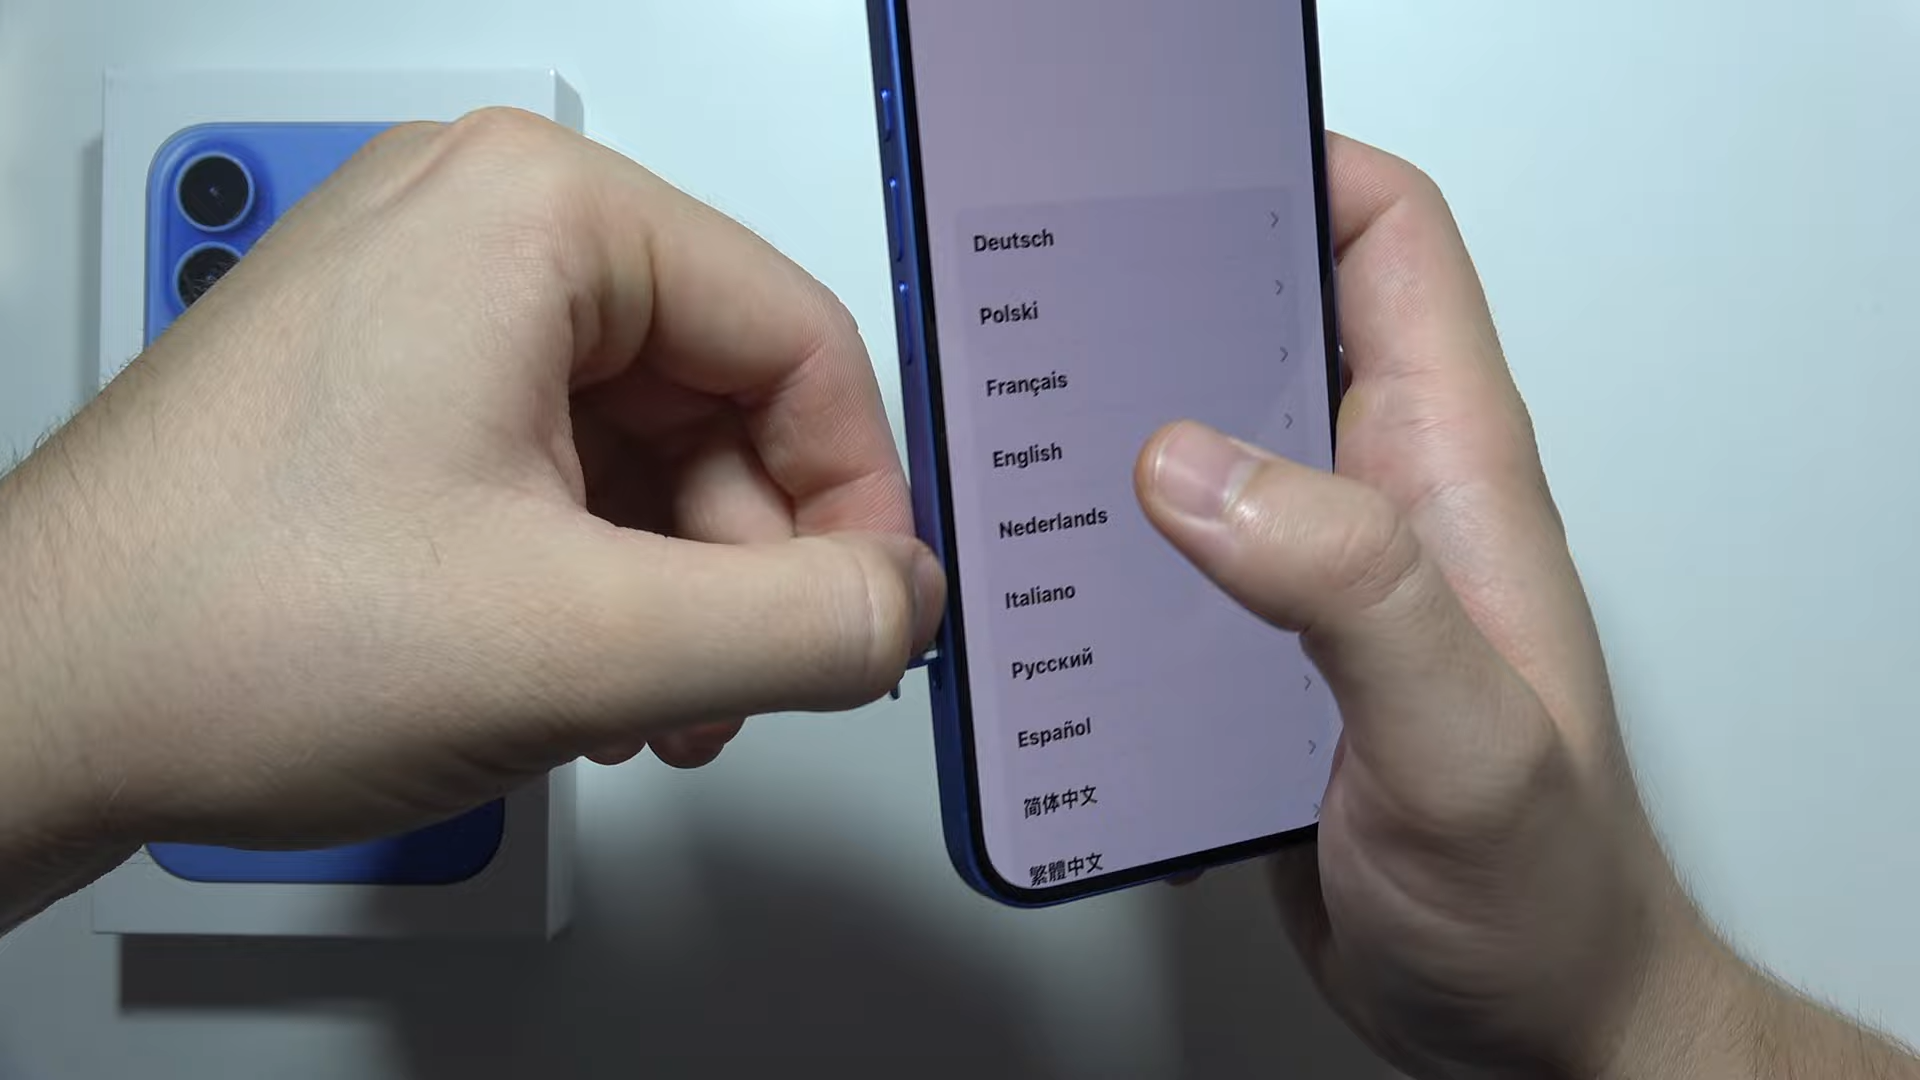 Deutsch
Polski
Français
English
Nederlands
Italiano
Русский
Español
简体中文
繁體中文